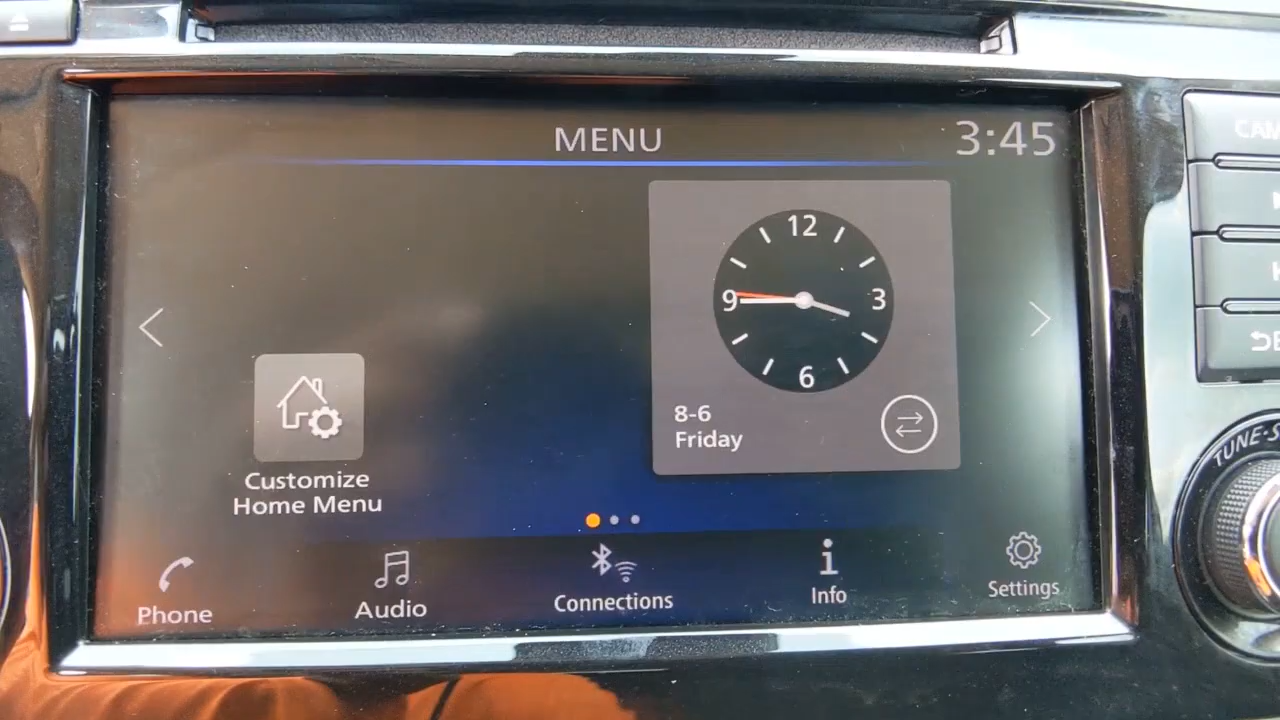 MENU
3:45
12
9
3
6
8-6
Friday
Customize
Home Menu
Phone
Audio
Connections
Info
Settings